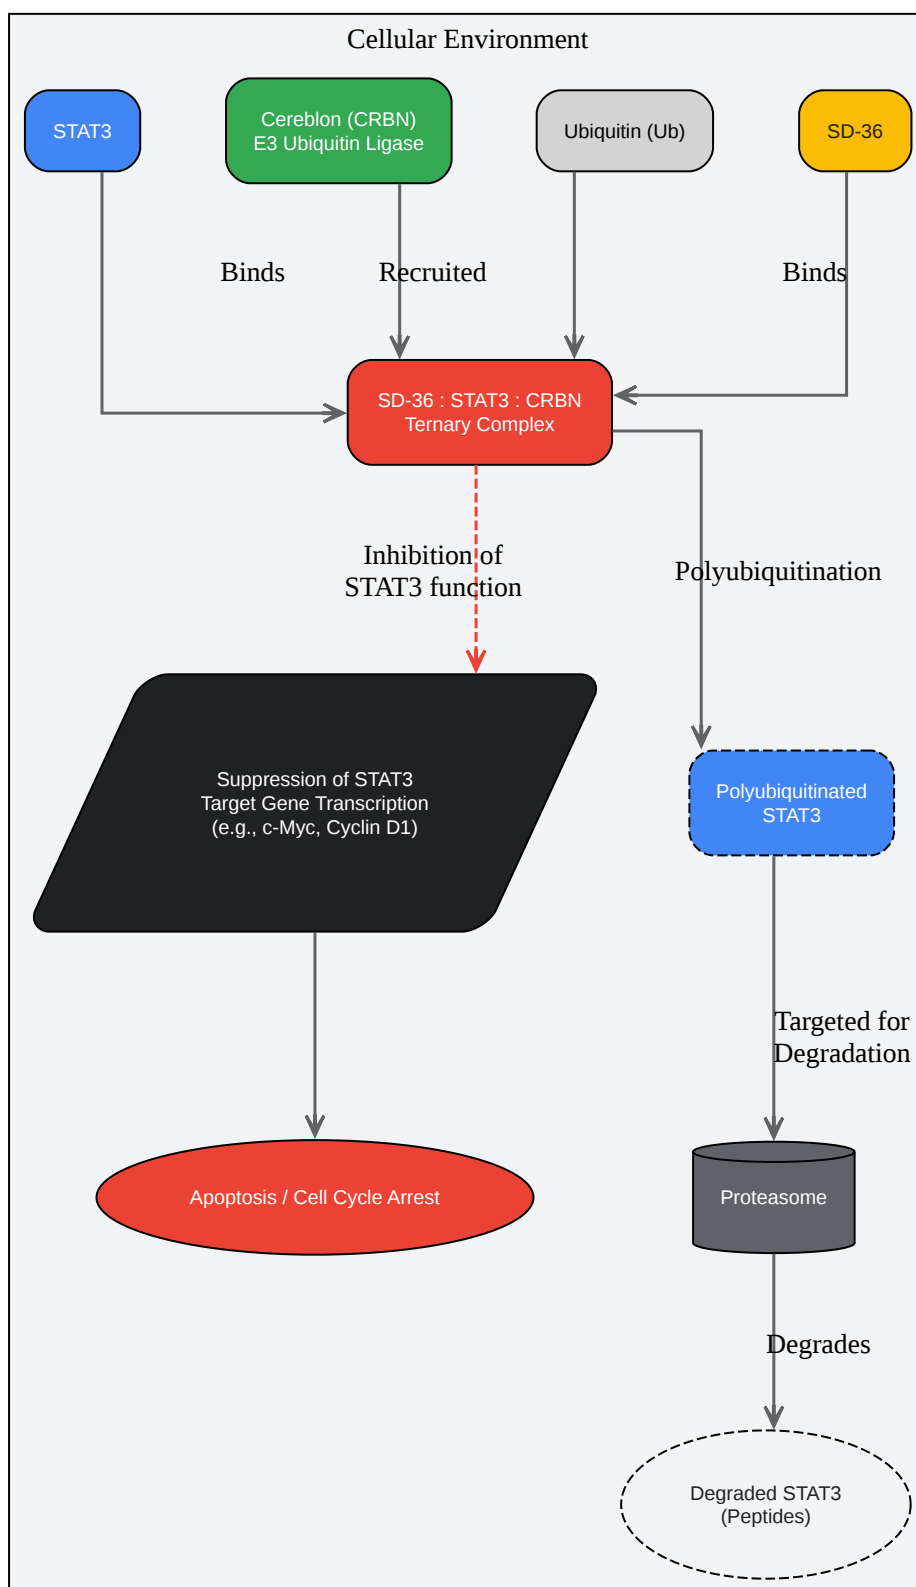 Cellular Environment
STAT3
Cerebron (CRBN)
E3 Ubiquitin Ligase
Ubiquitin (Ub)
SD-36
Binds
Recruited
Binds
SD-36 : STAT3 : CRBN
Ternary Complex
Inhibition of
STAT3 function
Polyubiquitination
Suppression of STAT3
Target Gene Transcription
(e.g., c-Myc, Cyclin D1)
Polyubiquitinated
STAT3
Targeted for
Degradation
Apoptosis / Cell Cycle Arrest
Proteasome
Degrades
Degraded STAT3
(Peptides)